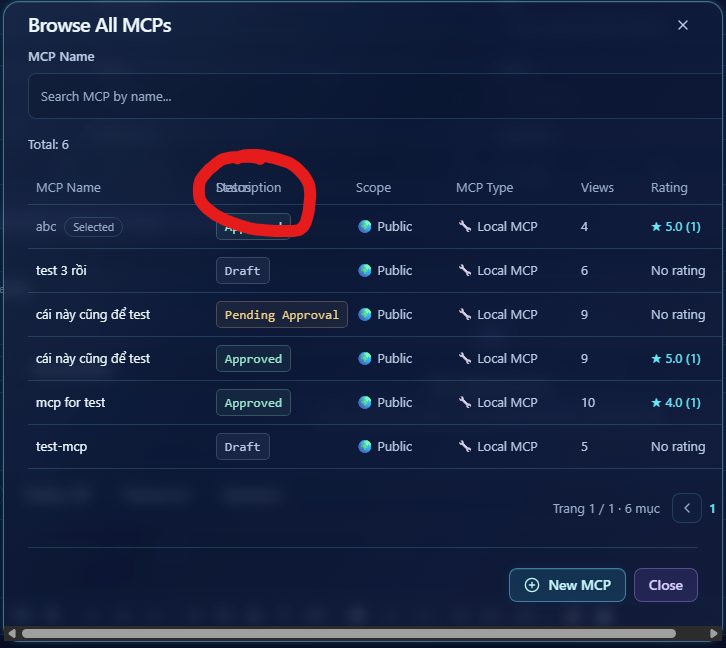 Browse All MCPs ×
MCP Name
Search MCP by name...
Total: 6
MCP Name Description Status Scope MCP Type Views Rating
abc Selected Approved Public Local MCP 4 ★ 5.0 (1)
test 3 rồi Draft Public Local MCP 6 No rating
cái này cũng để test Pending Approval Public Local MCP 9 No rating
cái này cũng để test Approved Public Local MCP 9 ★ 5.0 (1)
mcp for test Approved Public Local MCP 10 ★ 4.0 (1)
test-mcp Draft Public Local MCP 5 No rating
Trang 1 / 1 · 6 mục < 1
New MCP Close